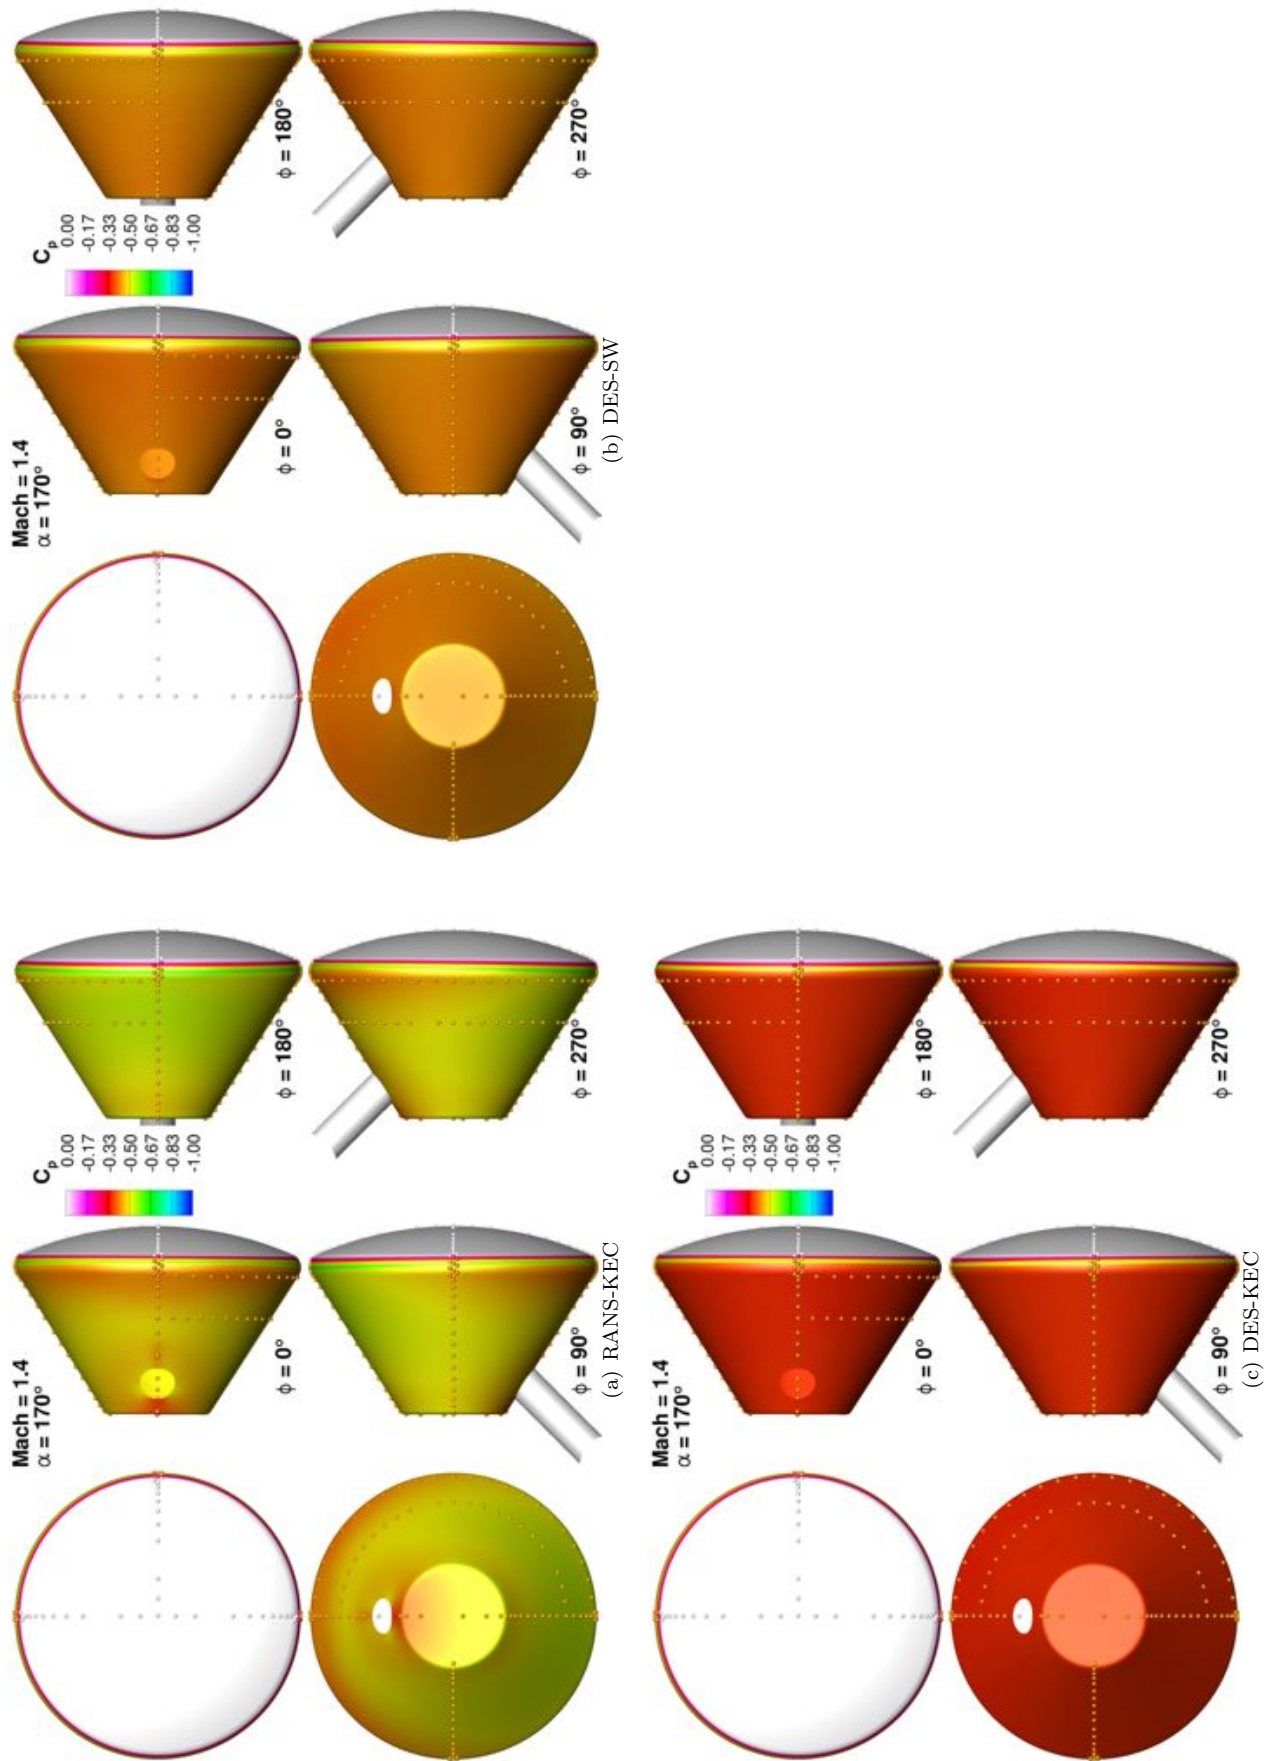 Mach = 1.4
α = 170°
C_p
0.00
-0.17
-0.33
-0.50
-0.67
-0.83
-1.00
ϕ = 0°
ϕ = 180°
ϕ = 90°
ϕ = 270°
(a) RANS-KEC
Mach = 1.4
α = 170°
C_p
0.00
-0.17
-0.33
-0.50
-0.67
-0.83
-1.00
ϕ = 0°
ϕ = 180°
ϕ = 90°
ϕ = 270°
(b) DES-SW
Mach = 1.4
α = 170°
C_p
0.00
-0.17
-0.33
-0.50
-0.67
-0.83
-1.00
ϕ = 0°
ϕ = 180°
ϕ = 90°
ϕ = 270°
(c) DES-KEC